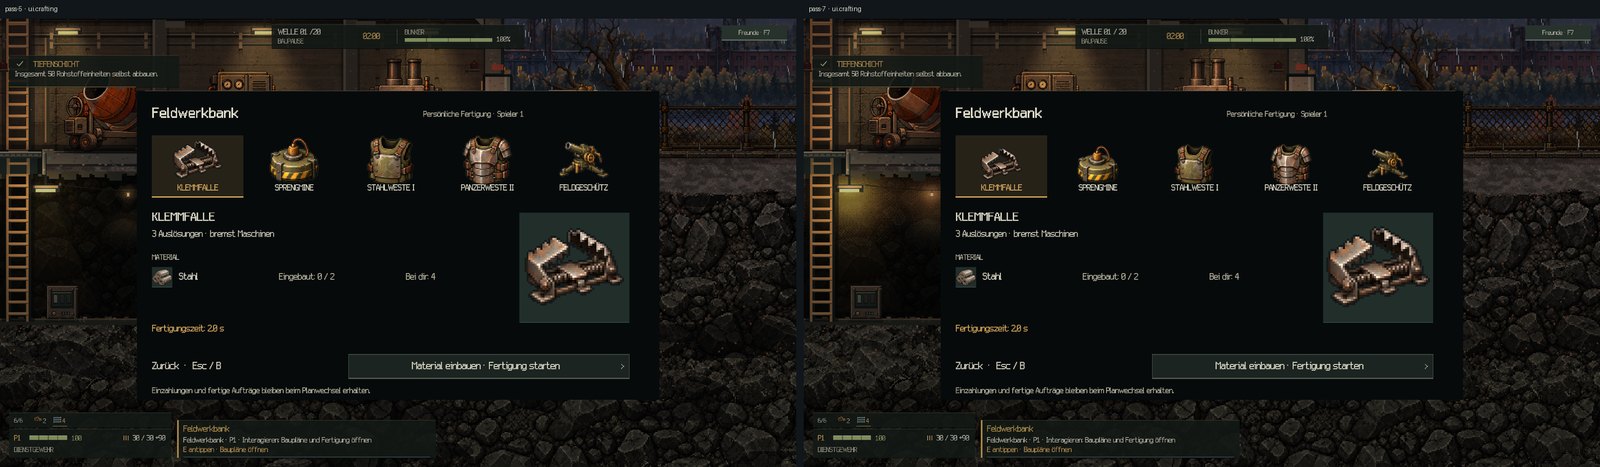 pass-5 · ui.crafting
WELLE 01 / 20
BAUPAUSE
02:00
BUNKER
100%
Freunde · F7
TIEFENSCHICHT
Insgesamt 50 Rohstoffeinheiten selbst abbauen.
Feldwerkbank
Persönliche Fertigung · Spieler 1
KLEMMFALLE
SPRENGMINE
STAHLWESTE I
PANZERWESTE II
FELDGESCHÜTZ
KLEMMFALLE
3 Auslösungen · bremst Maschinen
MATERIAL
Stahl
Eingebaut: 0 / 2
Bei dir: 4
Fertigungszeit: 2.0 s
Zurück · Esc / B
Material einbauen · Fertigung starten
Einzahlungen und fertige Aufträge bleiben beim Planwechsel erhalten.
6/6
2
4
P1
100
30 / 30 +90
DIENSTGEWEHR
Feldwerkbank
Feldwerkbank · P1 · Interagieren: Baupläne und Fertigung öffnen
E antippen · Baupläne öffnen
pass-7 · ui.crafting
WELLE 01 / 20
BAUPAUSE
02:00
BUNKER
100%
Freunde · F7
TIEFENSCHICHT
Insgesamt 50 Rohstoffeinheiten selbst abbauen.
Feldwerkbank
Persönliche Fertigung · Spieler 1
KLEMMFALLE
SPRENGMINE
STAHLWESTE I
PANZERWESTE II
FELDGESCHÜTZ
KLEMMFALLE
3 Auslösungen · bremst Maschinen
MATERIAL
Stahl
Eingebaut: 0 / 2
Bei dir: 4
Fertigungszeit: 2.0 s
Zurück · Esc / B
Material einbauen · Fertigung starten
Einzahlungen und fertige Aufträge bleiben beim Planwechsel erhalten.
6/6
2
4
P1
100
30 / 30 +90
DIENSTGEWEHR
Feldwerkbank
Feldwerkbank · P1 · Interagieren: Baupläne und Fertigung öffnen
E antippen · Baupläne öffnen